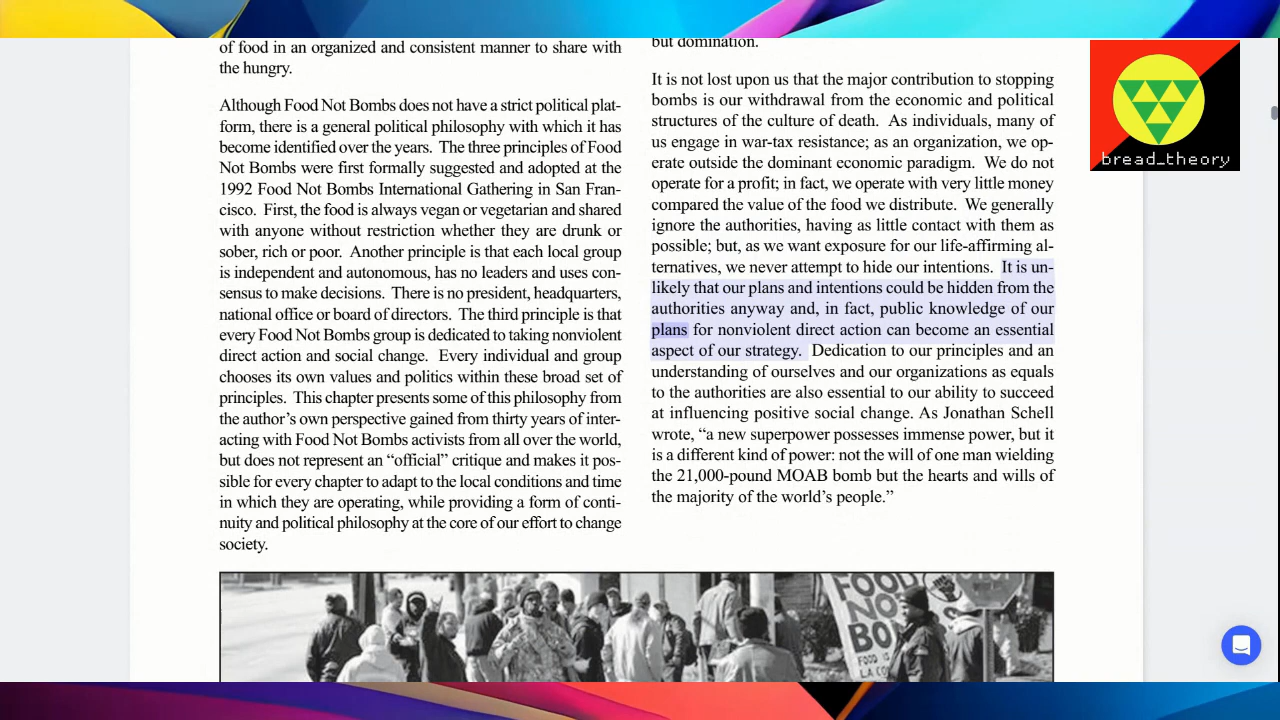 of food in an organized and consistent manner to share with
the hungry.
Although Food Not Bombs does not have a strict political plat-
form, there is a general political philosophy with which it has
become identified over the years. The three principles of Food
Not Bombs were first formally suggested and adopted at the
1992 Food Not Bombs International Gathering in San Fran-
cisco. First, the food is always vegan or vegetarian and shared
with anyone without restriction whether they are drunk or
sober, rich or poor. Another principle is that each local group
is independent and autonomous, has no leaders and uses con-
sensus to make decisions. There is no president, headquarters,
national office or board of directors. The third principle is that
every Food Not Bombs group is dedicated to taking nonviolent
direct action and social change. Every individual and group
chooses its own values and politics within these broad set of
principles. This chapter presents some of this philosophy from
the author's own perspective gained from thirty years of inter-
acting with Food Not Bombs activists from all over the world,
but does not represent an “official” critique and makes it pos-
sible for every chapter to adapt to the local conditions and time
in which they are operating, while providing a form of conti-
nuity and political philosophy at the core of our effort to change
society.
but domination.
It is not lost upon us that the major contribution to stopping
bombs is our withdrawal from the economic and political
structures of the culture of death. As individuals, many of
us engage in war-tax resistance; as an organization, we op-
erate outside the dominant economic paradigm. We do not
operate for a profit; in fact, we operate with very little money
compared the value of the food we distribute. We generally
ignore the authorities, having as little contact with them as
possible; but, as we want exposure for our life-affirming al-
ternatives, we never attempt to hide our intentions. It is un-
likely that our plans and intentions could be hidden from the
authorities anyway and, in fact, public knowledge of our
plans for nonviolent direct action can become an essential
aspect of our strategy. Dedication to our principles and an
understanding of ourselves and our organizations as equals
to the authorities are also essential to our ability to succeed
at influencing positive social change. As Jonathan Schell
wrote, “a new superpower possesses immense power, but it
is a different kind of power: not the will of one man wielding
the 21,000-pound MOAB bomb but the hearts and wills of
the majority of the world's people.”
bread_theory
FOOD
NO
BO
FOOD IS
LA CO